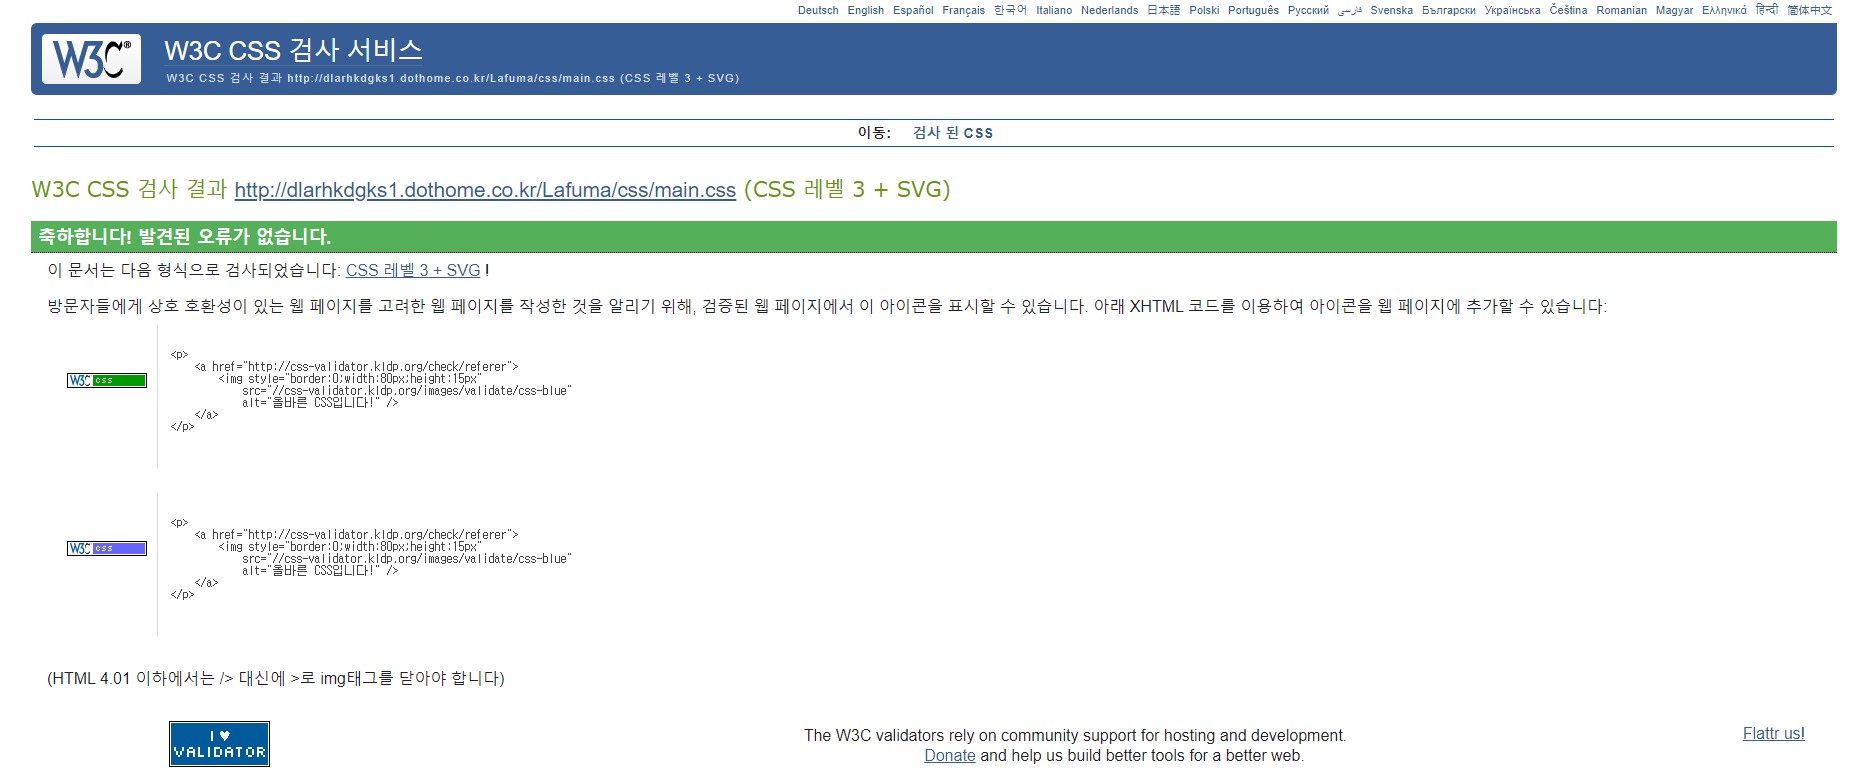 Deutsch English Español Français 한국어 Italiano Nederlands 日本語 Polski Português Русский فارسی Svenska Български Українська Čeština Romanian Magyar Ελληνικά हिन्दी 简体中文
W3C®
W3C CSS 검사 서비스
W3C CSS 검사 결과 http://dlarhkdgks1.dothome.co.kr/Lafuma/css/main.css (CSS 레벨 3 + SVG)
이동: 검사 된 CSS
W3C CSS 검사 결과 http://dlarhkdgks1.dothome.co.kr/Lafuma/css/main.css (CSS 레벨 3 + SVG)
축하합니다! 발견된 오류가 없습니다.
이 문서는 다음 형식으로 검사되었습니다: CSS 레벨 3 + SVG !
방문자들에게 상호 호환성이 있는 웹 페이지를 고려한 웹 페이지를 작성한 것을 알리기 위해, 검증된 웹 페이지에서 이 아이콘을 표시할 수 있습니다. 아래 XHTML 코드를 이용하여 아이콘을 웹 페이지에 추가할 수 있습니다:
W3C css
<p>
<a href="http://css-validator.kldp.org/check/referer">
<img style="border:0;width:80px;height:15px"
src="//css-validator.kldp.org/images/validate/css-blue"
alt="올바른 CSS입니다!" />
</a>
</p>
W3C css
<p>
<a href="http://css-validator.kldp.org/check/referer">
<img style="border:0;width:80px;height:15px"
src="//css-validator.kldp.org/images/validate/css-blue"
alt="올바른 CSS입니다!" />
</a>
</p>
(HTML 4.01 이하에서는 /> 대신에 >로 img태그를 닫아야 합니다)
I ♥
VALIDATOR
The W3C validators rely on community support for hosting and development.
Donate and help us build better tools for a better web.
Flattr us!